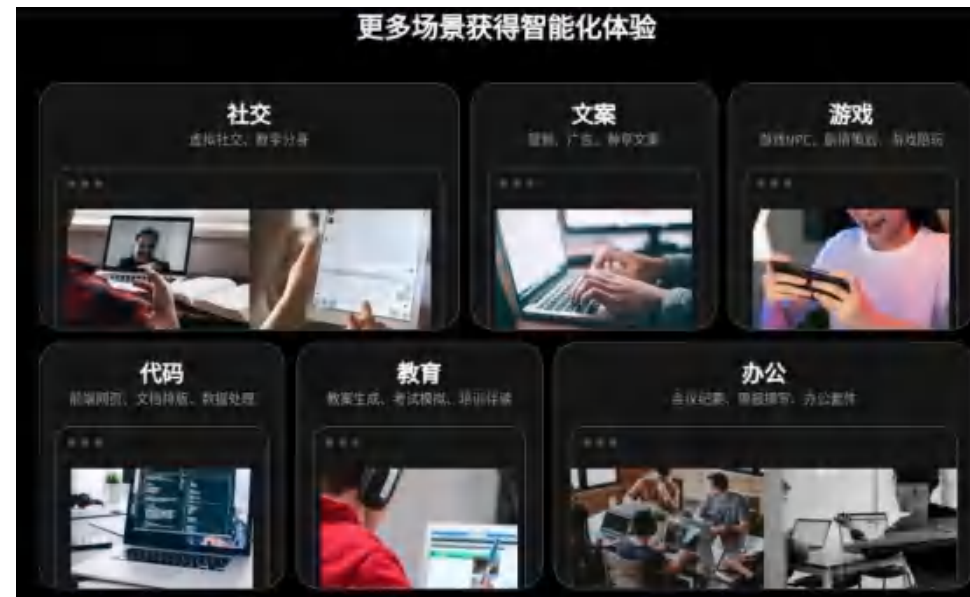 更多场景获得智能化体验
社交
虚拟社交、数字分身
文案
营销、广告、种草文案
游戏
游戏NPC、剧情策划、游戏陪玩
代码
前端网页、文档排版、数据处理
教育
教案生成、考试模拟、培训伴读
办公
会议纪要、周报撰写、办公套件